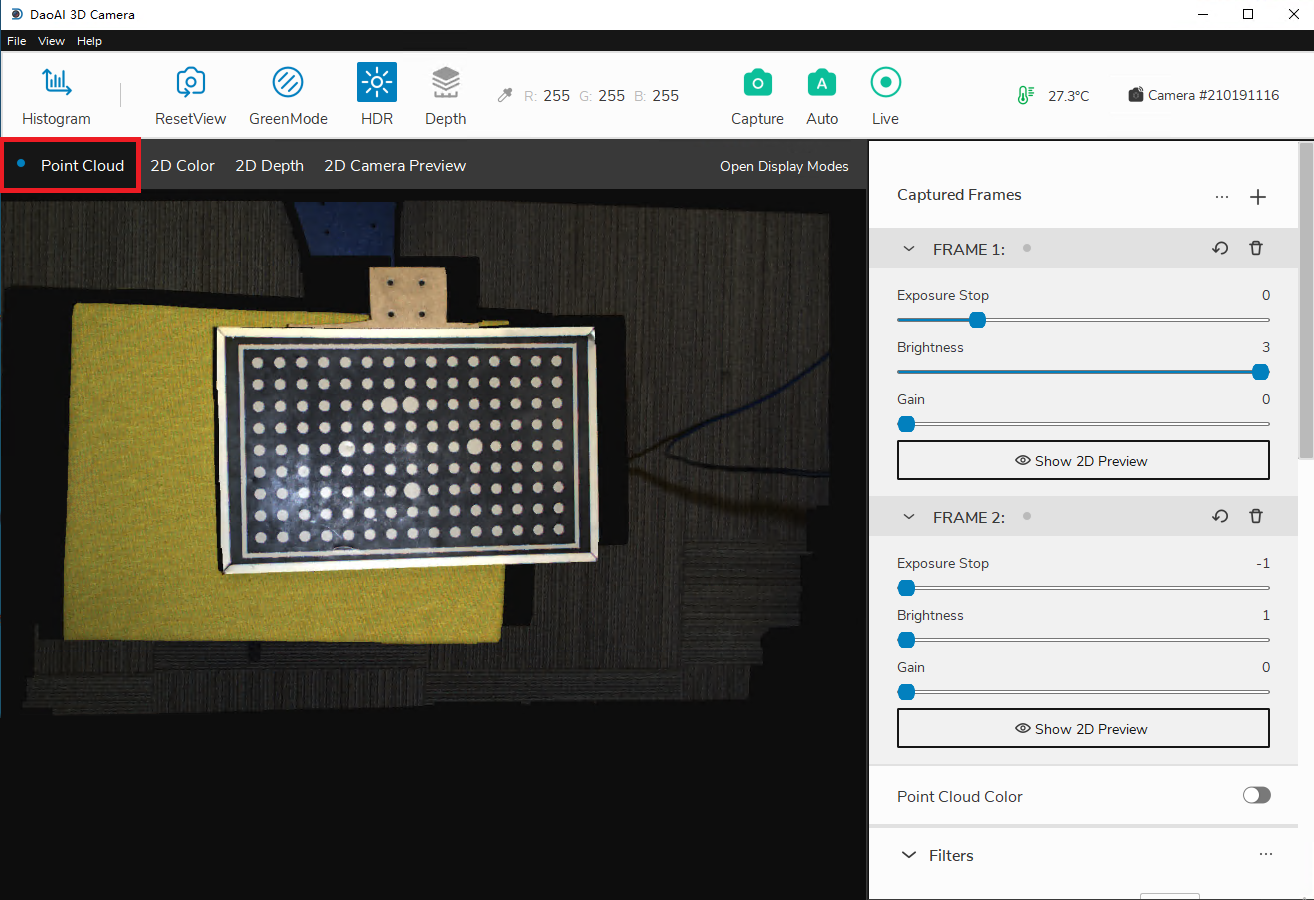 DaoAI 3D Camera
File View Help
Histogram ResetView GreenMode HDR Depth R: 255 G: 255 B: 255 Capture Auto Live 27.3°C Camera #210191116
Point Cloud 2D Color 2D Depth 2D Camera Preview Open Display Modes
Captured Frames
FRAME 1:
Exposure Stop 0
Brightness 3
Gain 0
Show 2D Preview
FRAME 2:
Exposure Stop -1
Brightness 1
Gain 0
Show 2D Preview
Point Cloud Color
Filters